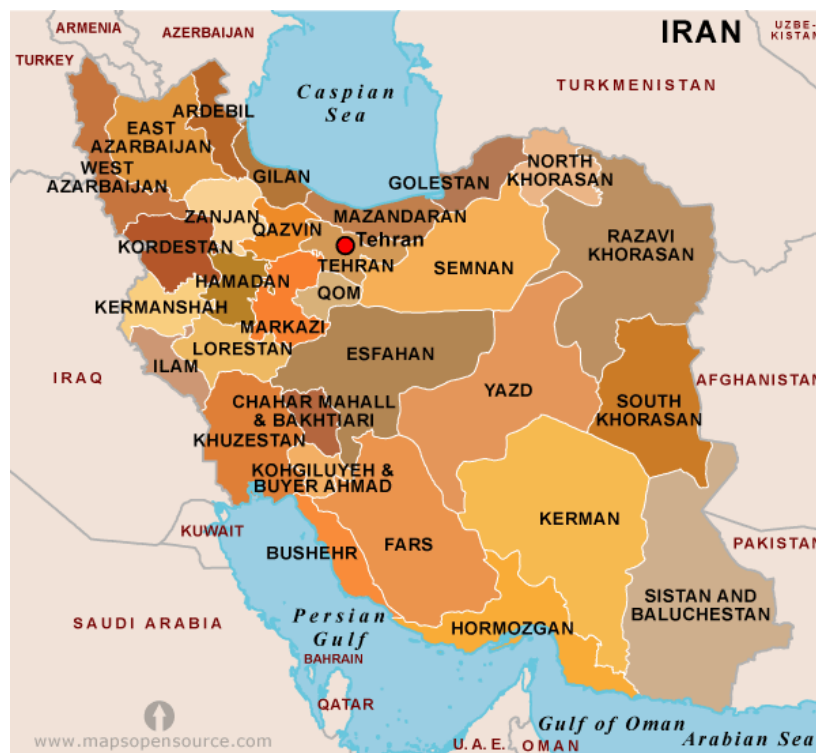 IRAN
ARMENIA
AZERBAIJAN
UZBE-
KISTAN
TURKEY
TURKMENISTAN
Caspian
Sea
ARDEBIL
EAST
AZARBAIJAN
WEST
AZARBAIJAN
GILAN
GOLESTAN
NORTH
KHORASAN
ZANJAN
QAZVIN
MAZANDARAN
Tehran
TEHRAN
KORDESTAN
HAMADAN
SEMNAN
RAZAVI
KHORASAN
QOM
KERMANSHAH
MARKAZI
LORESTAN
ESFAHAN
ILAM
IRAQ
YAZD
AFGHANISTAN
CHAHAR MAHALL
& BAKHTIARI
SOUTH
KHORASAN
KHUZESTAN
KOHGILUYEH &
BUYER AHMAD
KUWAIT
BUSHEHR
FARS
KERMAN
PAKISTAN
SISTAN AND
BALUCHESTAN
SAUDI ARABIA
Persian
Gulf
HORMOZGAN
BAHRAIN
QATAR
Gulf of Oman
Arabian Sea
U. A. E.
OMAN
www.mapsopensource.com